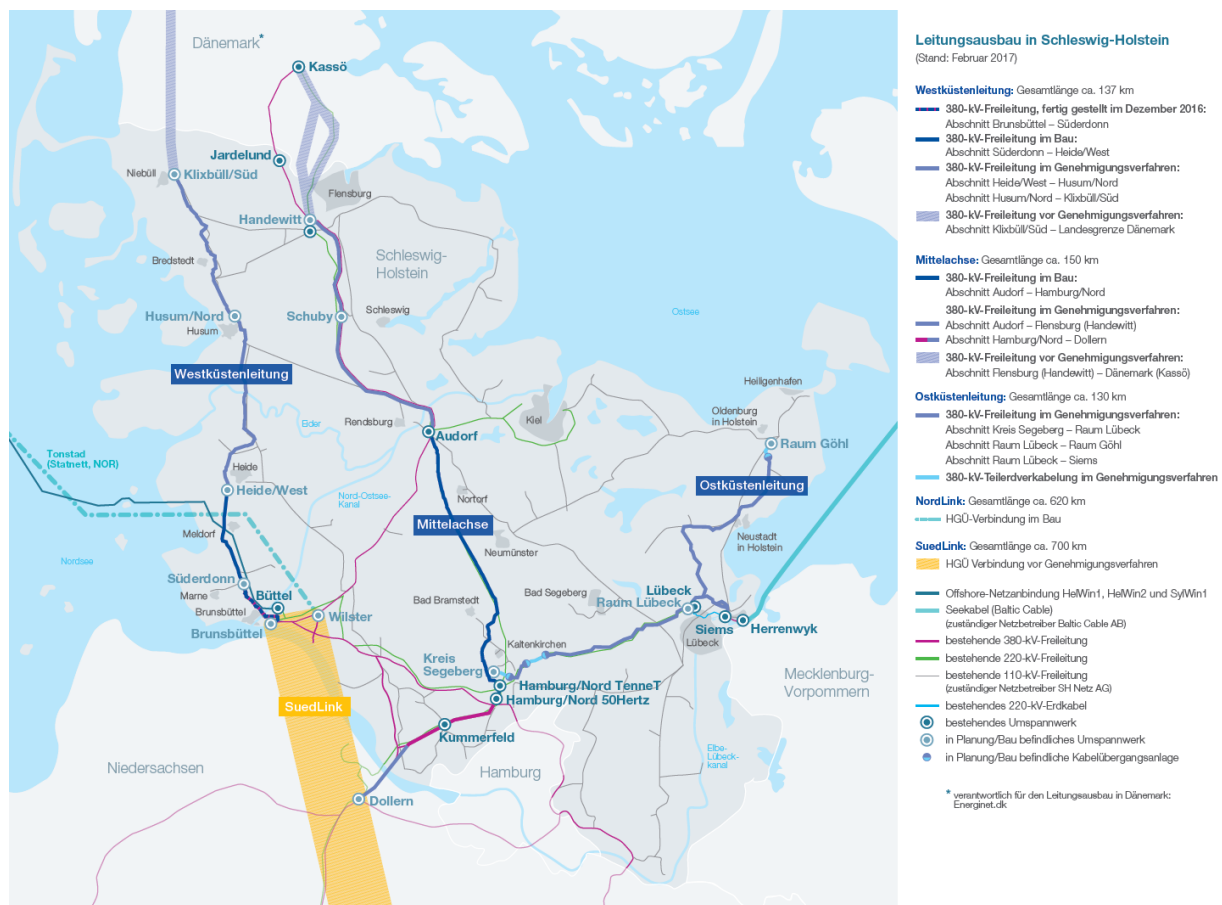 Dänemark*
Kassö
Jardelund
Niebüll
Klixbüll/Süd
Flensburg
Handewitt
Schleswig-
Holstein
Bredstedt
Husum/Nord
Husum
Schuby
Schleswig
Ostsee
Westküstenleitung
Heiligenhafen
Rendsburg
Kiel
Oldenburg
in Holstein
Eider
Audorf
Raum Göhl
Tonstad
(Statnett, NOR)
Heide
Heide/West
Nord-Ostsee-
Kanal
Nortorf
Ostküstenleitung
Meldorf
Mittelachse
Neumünster
Neustadt
in Holstein
Nordsee
Süderdonn
Marne
Büttel
Brunsbüttel
Brunsbüttel
Wilster
Bad Bramstedt
Bad Segeberg
Lübeck
Raum Lübeck
Siems
Herrenwyk
Lübeck
Kaltenkirchen
Kreis
Segeberg
Mecklenburg-
Vorpommern
Hamburg/Nord TenneT
Hamburg/Nord 50Hertz
SuedLink
Kummerfeld
Elbe-
Lübeck-
kanal
Niedersachsen
Hamburg
Dollern
Leitungsausbau in Schleswig-Holstein
(Stand: Februar 2017)
Westküstenleitung: Gesamtlänge ca. 137 km
380-kV-Freileitung, fertig gestellt im Dezember 2016:
Abschnitt Brunsbüttel – Süderdonn
380-kV-Freileitung im Bau:
Abschnitt Süderdonn – Heide/West
380-kV-Freileitung im Genehmigungsverfahren:
Abschnitt Heide/West – Husum/Nord
Abschnitt Husum/Nord – Klixbüll/Süd
380-kV-Freileitung vor Genehmigungsverfahren:
Abschnitt Klixbüll/Süd – Landesgrenze Dänemark
Mittelachse: Gesamtlänge ca. 150 km
380-kV-Freileitung im Bau:
Abschnitt Audorf – Hamburg/Nord
380-kV-Freileitung im Genehmigungsverfahren:
Abschnitt Audorf – Flensburg (Handewitt)
Abschnitt Hamburg/Nord – Dollern
380-kV-Freileitung vor Genehmigungsverfahren:
Abschnitt Flensburg (Handewitt) – Dänemark (Kassö)
Ostküstenleitung: Gesamtlänge ca. 130 km
380-kV-Freileitung im Genehmigungsverfahren:
Abschnitt Kreis Segeberg – Raum Lübeck
Abschnitt Raum Lübeck – Raum Göhl
Abschnitt Raum Lübeck – Siems
380-kV-Teilerdverkabelung im Genehmigungsverfahren
NordLink: Gesamtlänge ca. 620 km
HGÜ-Verbindung im Bau
SuedLink: Gesamtlänge ca. 700 km
HGÜ Verbindung vor Genehmigungsverfahren
Offshore-Netzanbindung HelWin1, HelWin2 und SylWin1
Seekabel (Baltic Cable)
(zuständiger Netzbetreiber Baltic Cable AB)
bestehende 380-kV-Freileitung
bestehende 220-kV-Freileitung
bestehende 110-kV-Freileitung
(zuständiger Netzbetreiber SH Netz AG)
bestehendes 220-kV-Erdkabel
bestehendes Umspannwerk
in Planung/Bau befindliches Umspannwerk
in Planung/Bau befindliche Kabelübergangsanlage
* verantwortlich für den Leitungsausbau in Dänemark:
Energinet.dk